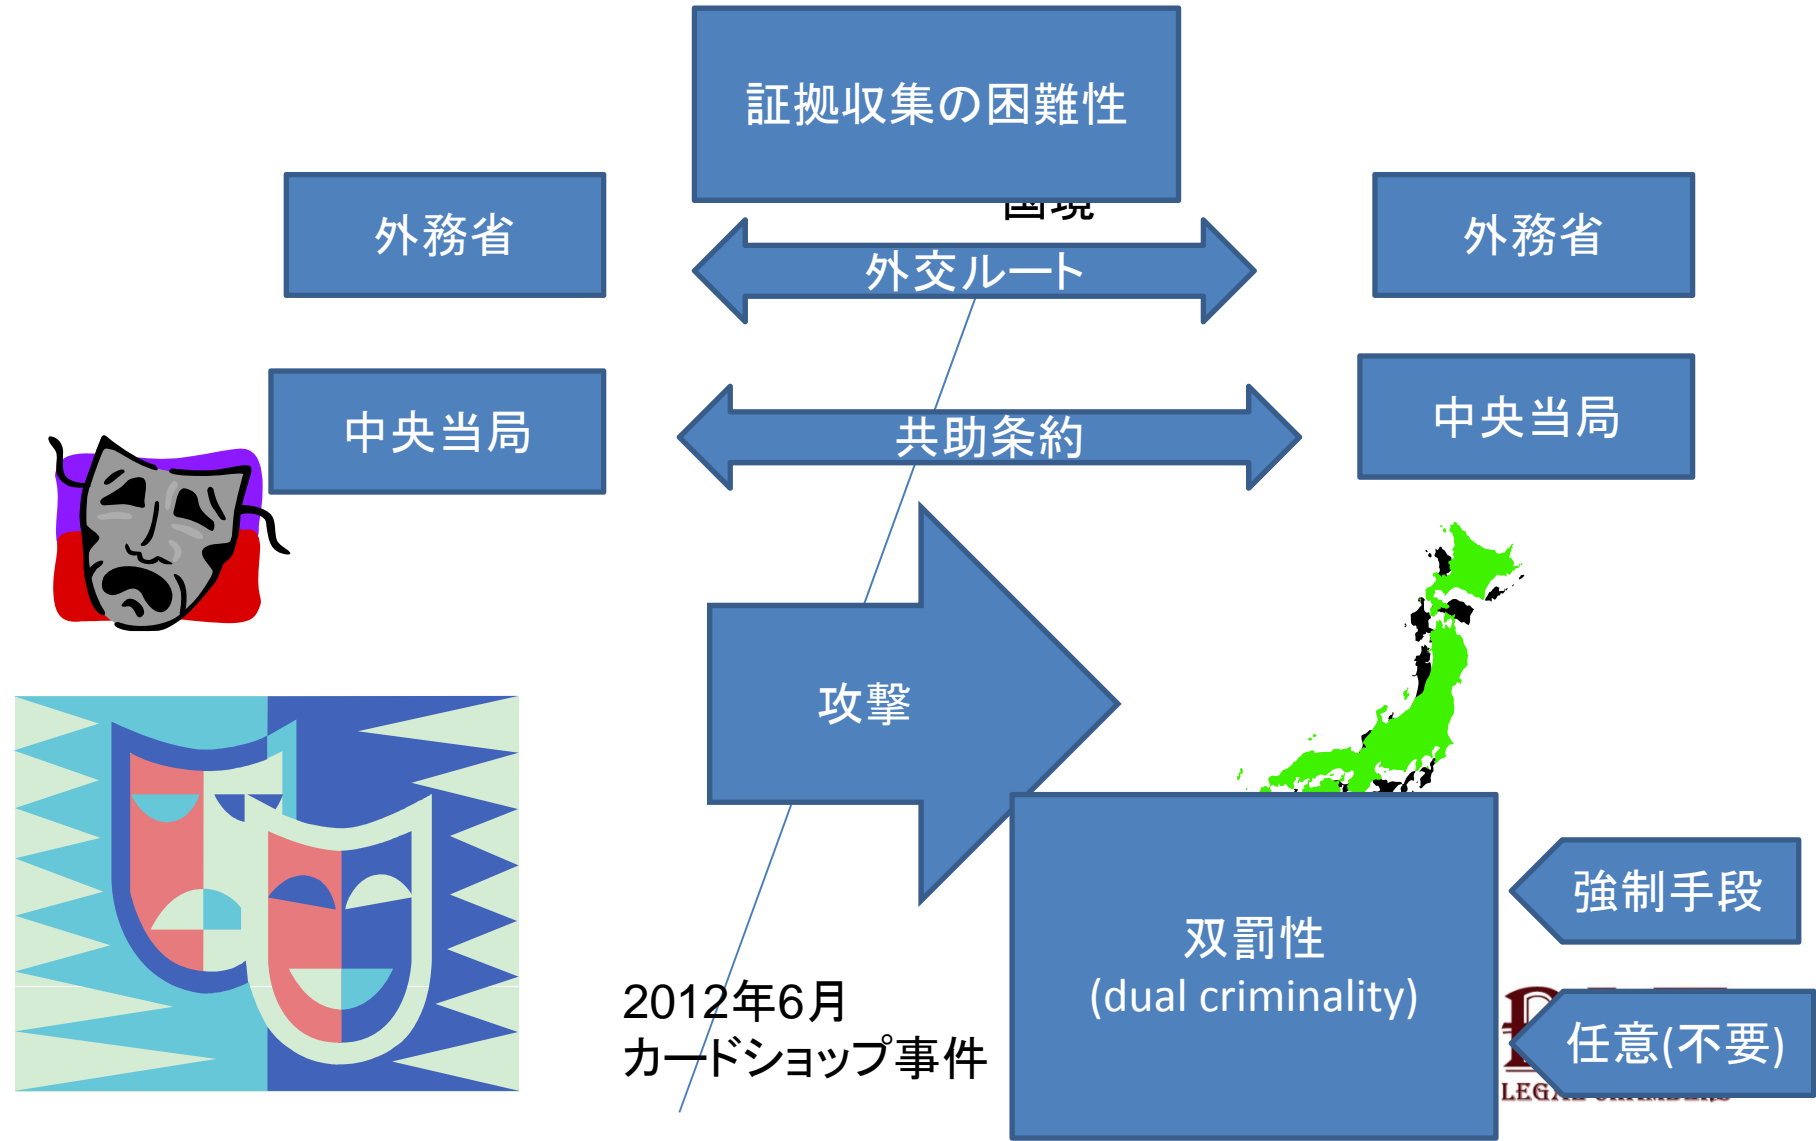 証拠収集の困難性
国境
外務省
外交ルート
外務省
中央当局
共助条約
中央当局
攻撃
双罰性
(dual criminality)
強制手段
任意(不要)
2012年6月
カードショップ事件